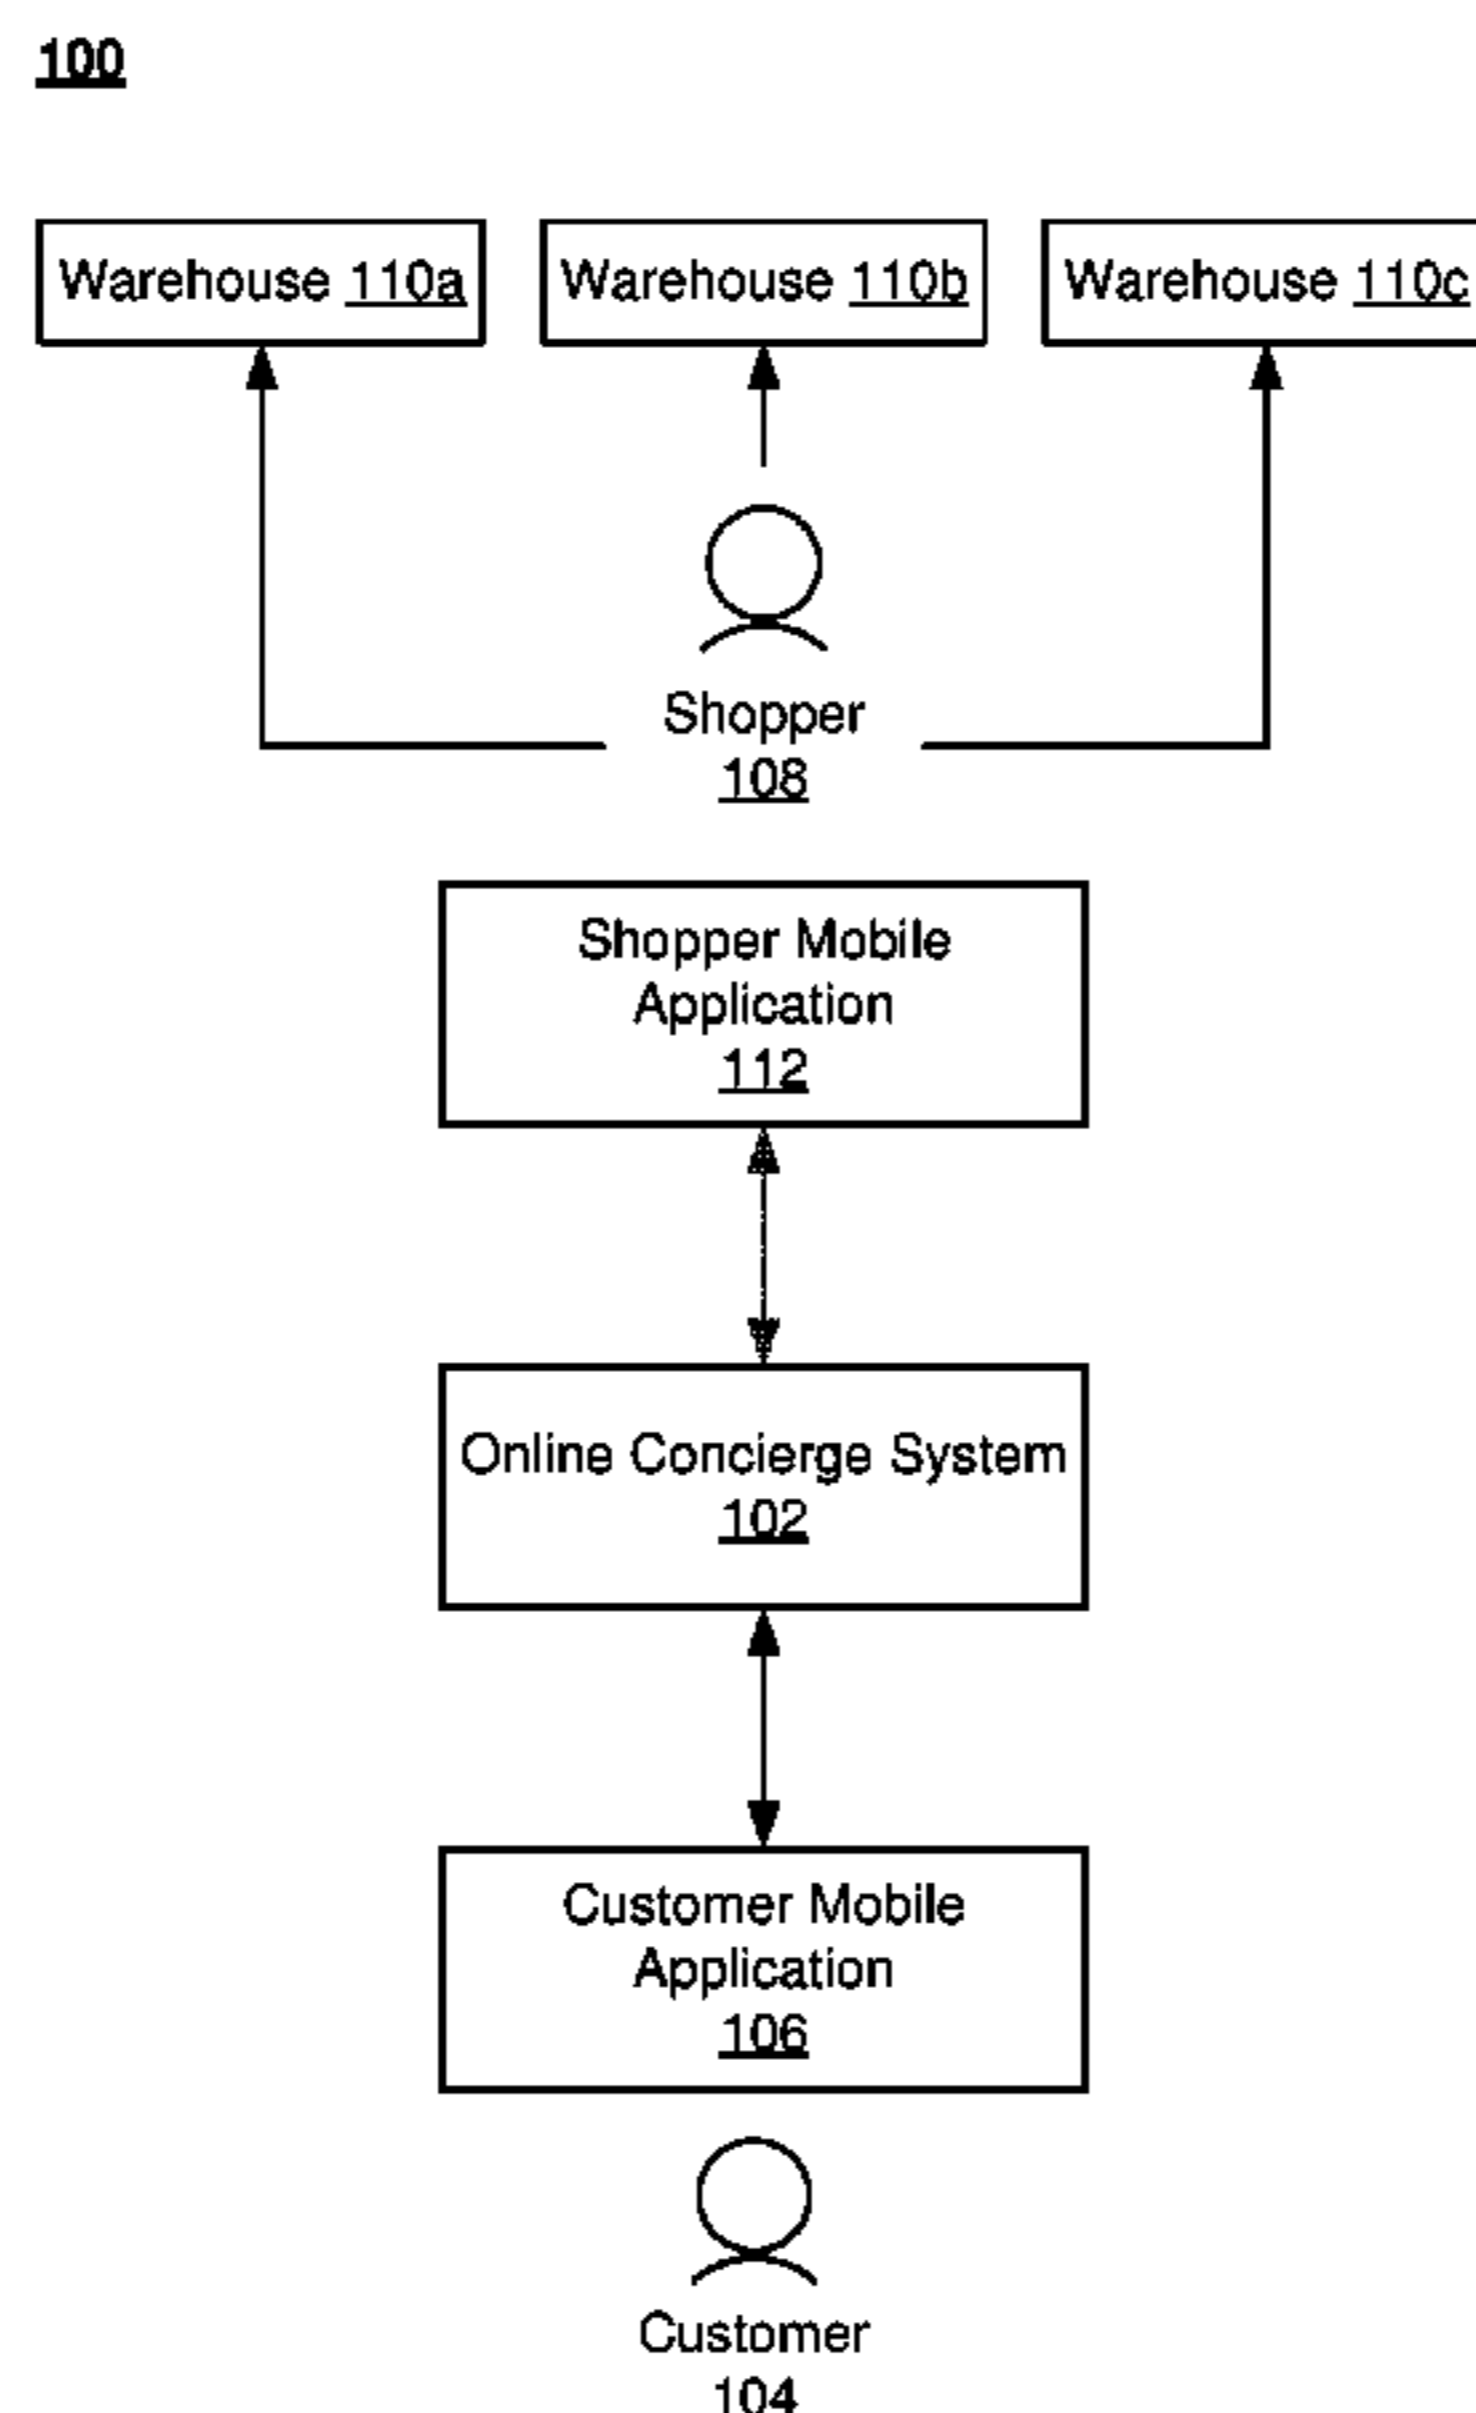 100
Warehouse 110a
Warehouse 110b
Warehouse 110c
Shopper
108
Shopper Mobile
Application
112
Online Concierge System
102
Customer Mobile
Application
106
Customer
104